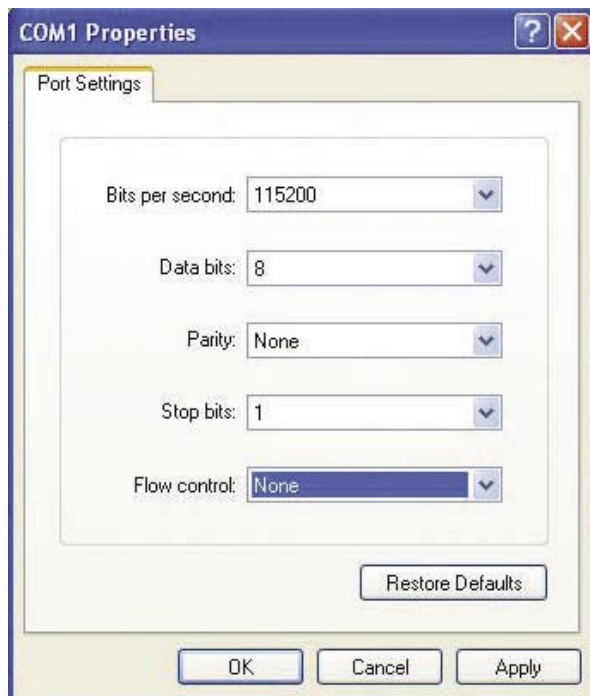 COM1 Properties
Port Settings
Bits per second: 115200
Data bits: 8
Parity: None
Stop bits: 1
Flow control: None
Restore Defaults
OK Cancel Apply